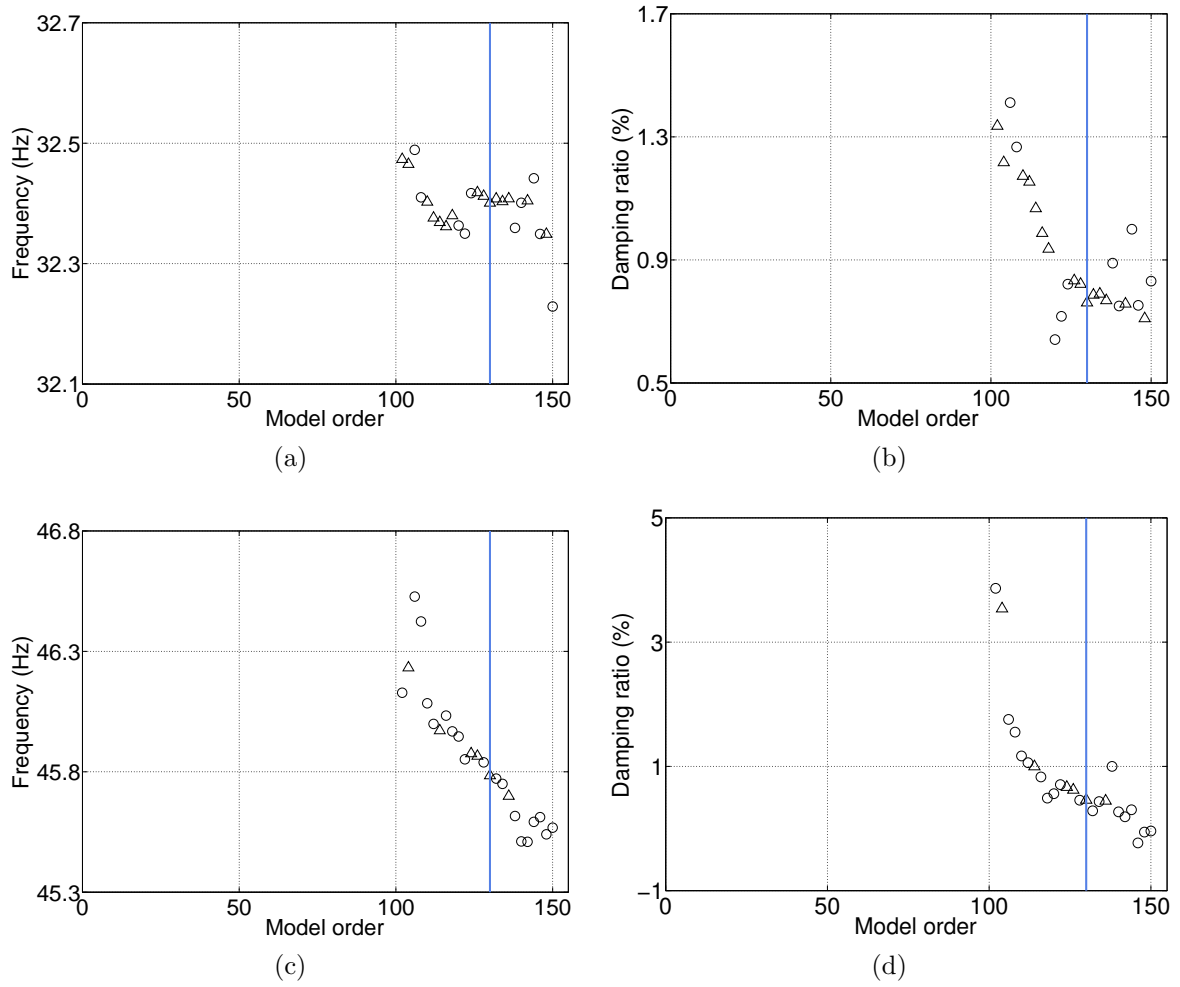 32.7
32.5
32.3
32.1
0
50
100
150
Frequency (Hz)
Model order
(a)
1.7
1.3
0.9
0.5
0
50
100
150
Damping ratio (%)
Model order
(b)
46.8
46.3
45.8
45.3
0
50
100
150
Frequency (Hz)
Model order
(c)
5
3
1
−1
0
50
100
150
Damping ratio (%)
Model order
(d)